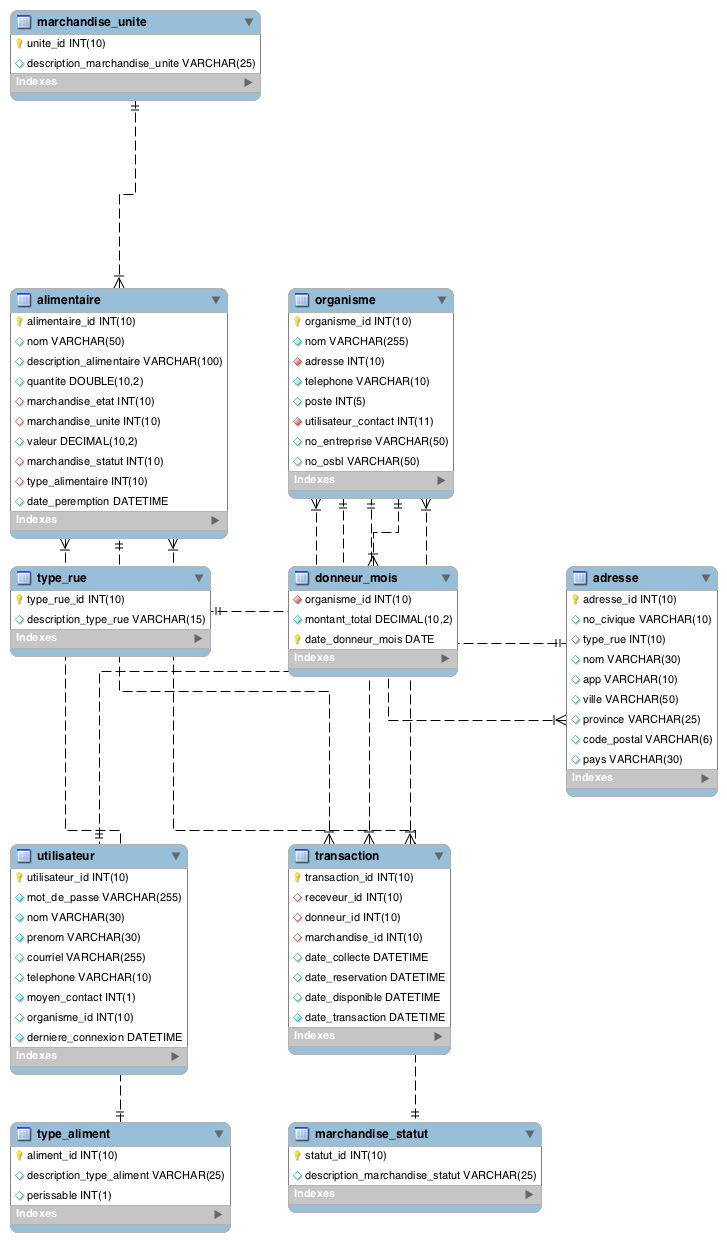 marchandise_unite
unite_id INT(10)
description_marchandise_unite VARCHAR(25)
Indexes
alimentaire
alimentaire_id INT(10)
nom VARCHAR(50)
description_alimentaire VARCHAR(100)
quantite DOUBLE(10,2)
marchandise_etat INT(10)
marchandise_unite INT(10)
valeur DECIMAL(10,2)
marchandise_statut INT(10)
type_alimentaire INT(10)
date_peremption DATETIME
Indexes
organisme
organisme_id INT(10)
nom VARCHAR(255)
adresse INT(10)
telephone VARCHAR(10)
poste INT(5)
utilisateur_contact INT(11)
no_entreprise VARCHAR(50)
no_osbl VARCHAR(50)
Indexes
type_rue
type_rue_id INT(10)
description_type_rue VARCHAR(15)
Indexes
donneur_mois
organisme_id INT(10)
montant_total DECIMAL(10,2)
date_donneur_mois DATE
Indexes
adresse
adresse_id INT(10)
no_civique VARCHAR(10)
type_rue INT(10)
nom VARCHAR(30)
app VARCHAR(10)
ville VARCHAR(50)
province VARCHAR(25)
code_postal VARCHAR(6)
pays VARCHAR(30)
Indexes
utilisateur
utilisateur_id INT(10)
mot_de_passe VARCHAR(255)
nom VARCHAR(30)
prenom VARCHAR(30)
courriel VARCHAR(255)
telephone VARCHAR(10)
moyen_contact INT(1)
organisme_id INT(10)
derniere_connexion DATETIME
Indexes
transaction
transaction_id INT(10)
receveur_id INT(10)
donneur_id INT(10)
marchandise_id INT(10)
date_collecte DATETIME
date_reservation DATETIME
date_disponible DATETIME
date_transaction DATETIME
Indexes
type_aliment
aliment_id INT(10)
description_type_aliment VARCHAR(25)
perissable INT(1)
Indexes
marchandise_statut
statut_id INT(10)
description_marchandise_statut VARCHAR(25)
Indexes